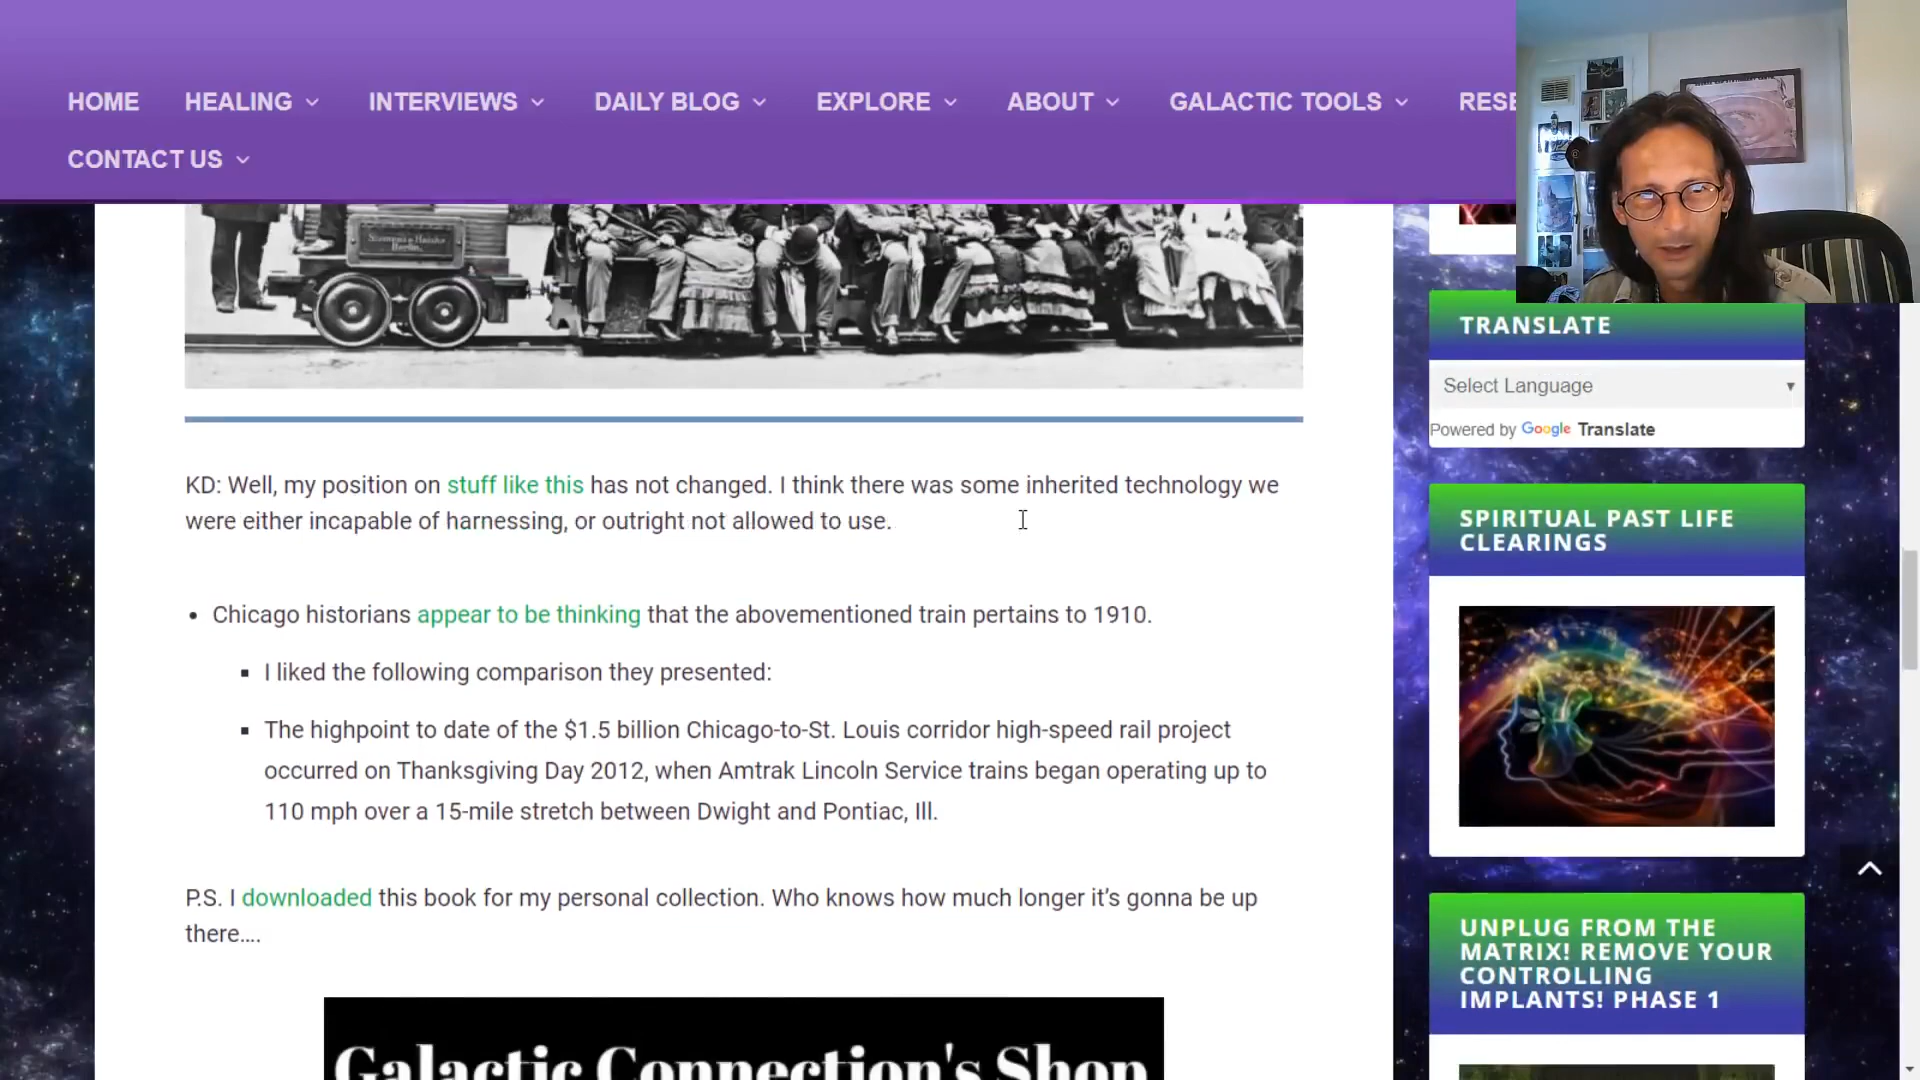 HOME HEALING INTERVIEWS DAILY BLOG EXPLORE ABOUT GALACTIC TOOLS RESE
CONTACT US
Siemens & Halske
Berlin.
KD: Well, my position on stuff like this has not changed. I think there was some inherited technology we
were either incapable of harnessing, or outright not allowed to use.
• Chicago historians appear to be thinking that the abovementioned train pertains to 1910.
▪ I liked the following comparison they presented:
▪ The highpoint to date of the $1.5 billion Chicago-to-St. Louis corridor high-speed rail project
occurred on Thanksgiving Day 2012, when Amtrak Lincoln Service trains began operating up to
110 mph over a 15-mile stretch between Dwight and Pontiac, Ill.
P.S. I downloaded this book for my personal collection. Who knows how much longer it’s gonna be up
there….
Galactic Connection's Shop
TRANSLATE
Select Language
Powered by Google Translate
SPIRITUAL PAST LIFE
CLEARINGS
UNPLUG FROM THE
MATRIX! REMOVE YOUR
CONTROLLING
IMPLANTS! PHASE 1